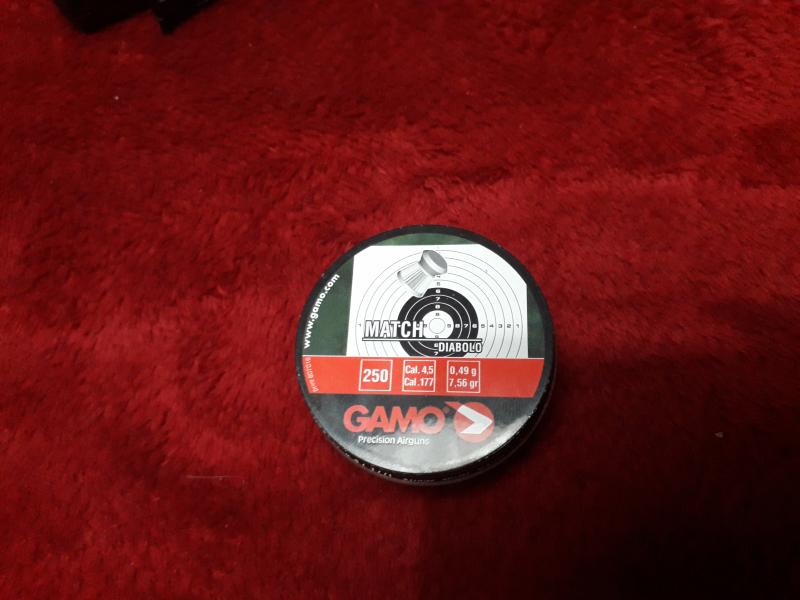 www.gamo.com
MATCH
-DIABOLO
250
Cal. 4,5
Cal .177
0,49 g
7,56 gr
GAMO
Precision Airguns